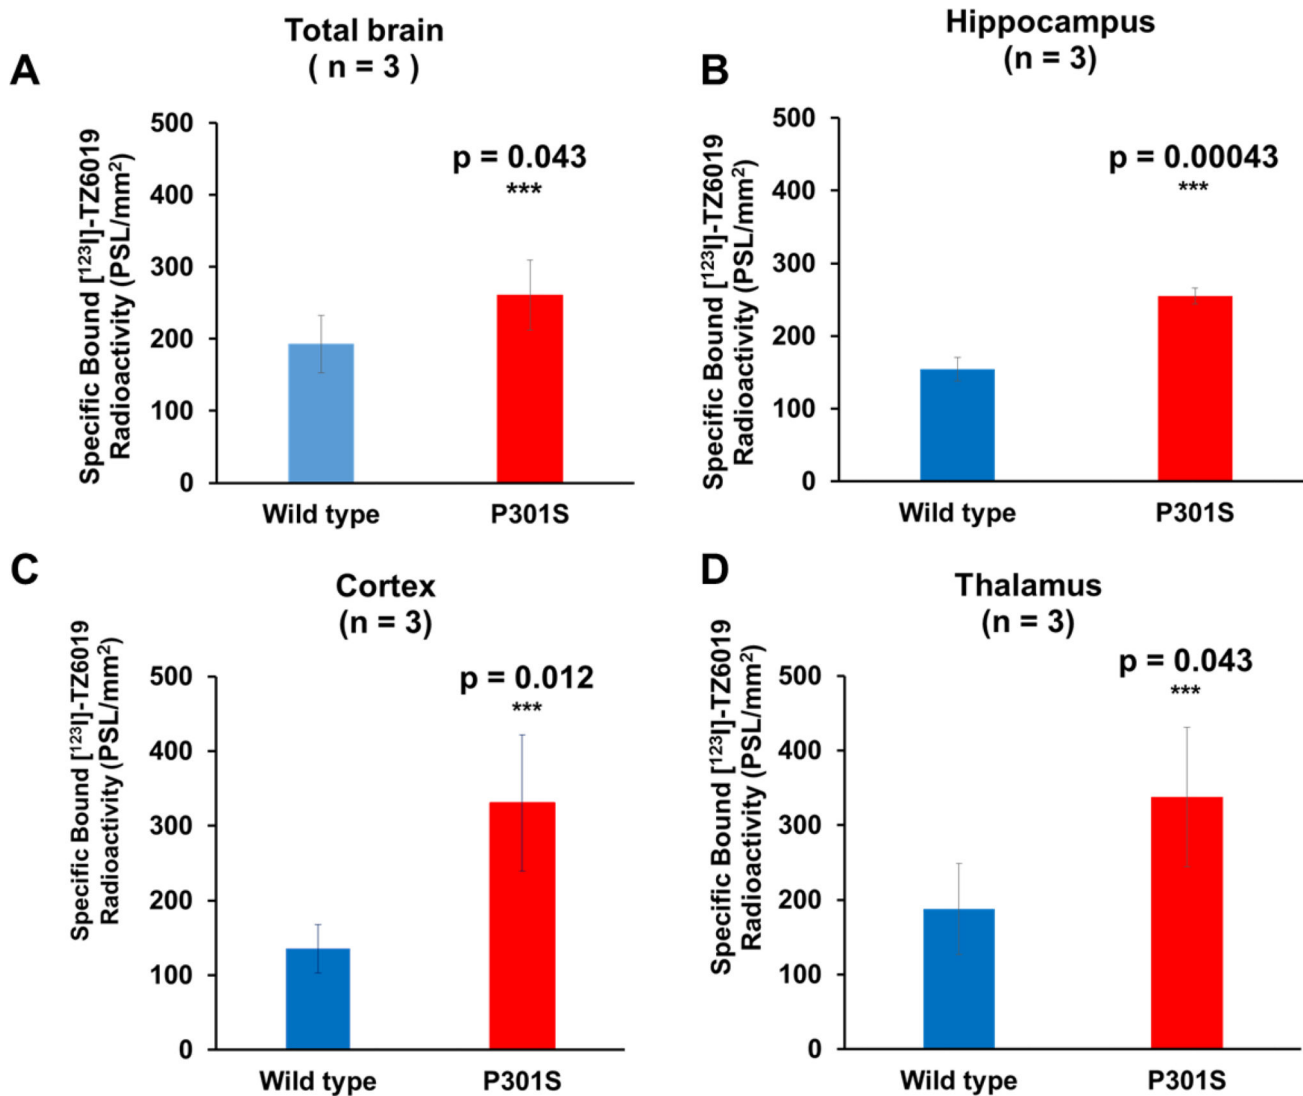 A
Total brain
( n = 3 )
Specific Bound [¹²³I]-TZ6019
Radioactivity (PSL/mm²)
500
400
300
200
100
0
p = 0.043
***
Wild type
P301S
B
Hippocampus
(n = 3)
Specific Bound [¹²³I]-TZ6019
Radioactivity (PSL/mm²)
500
400
300
200
100
0
p = 0.00043
***
Wild type
P301S
C
Cortex
(n = 3)
Specific Bound [¹²³I]-TZ6019
Radioactivity (PSL/mm²)
500
400
300
200
100
0
p = 0.012
***
Wild type
P301S
D
Thalamus
(n = 3)
Specific Bound [¹²³I]-TZ6019
Radioactivity (PSL/mm²)
500
400
300
200
100
0
p = 0.043
***
Wild type
P301S